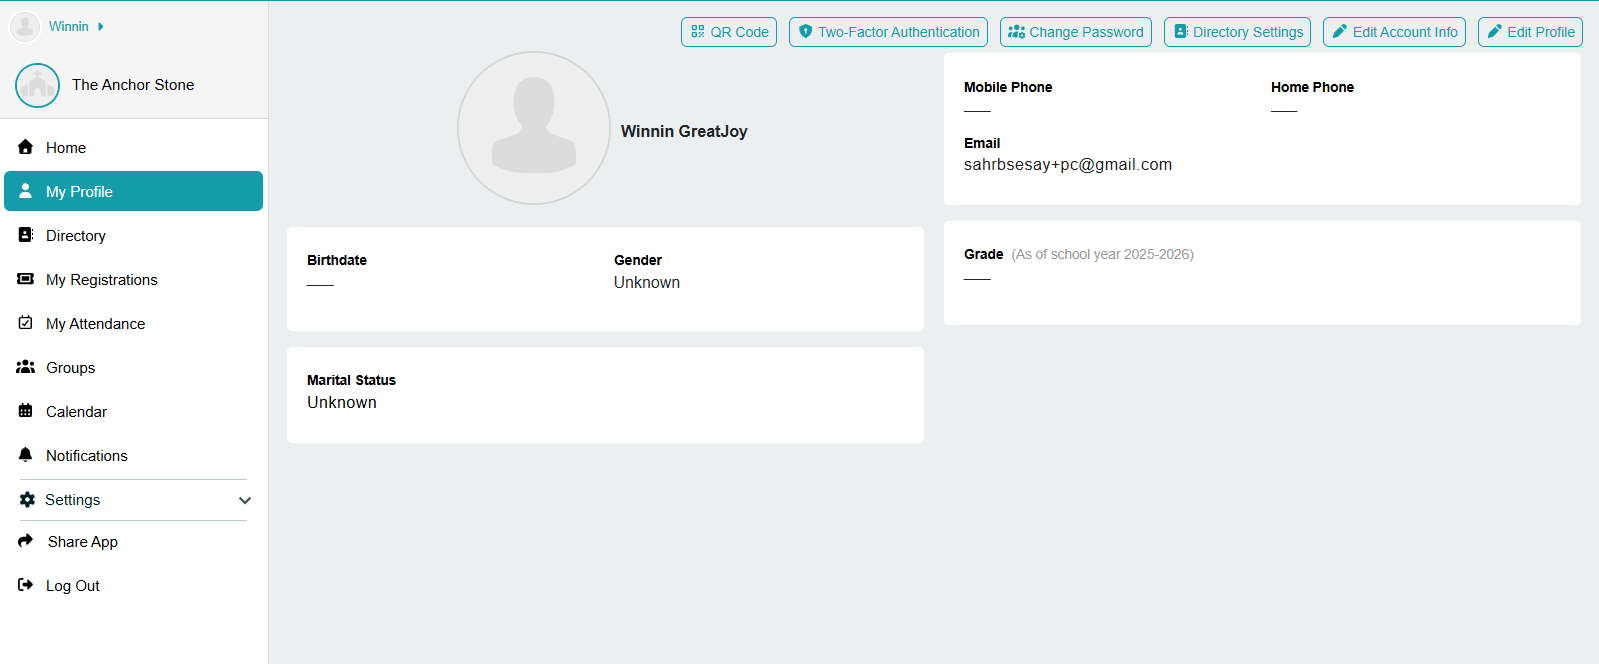 Winnin
The Anchor Stone
Home
My Profile
Directory
My Registrations
My Attendance
Groups
Calendar
Notifications
Settings
Share App
Log Out
QR Code
Two-Factor Authentication
Change Password
Directory Settings
Edit Account Info
Edit Profile
Winnin GreatJoy
Birthdate
Gender
Unknown
Marital Status
Unknown
Mobile Phone
Home Phone
Email
sahrbsesay+pc@gmail.com
Grade (As of school year 2025-2026)